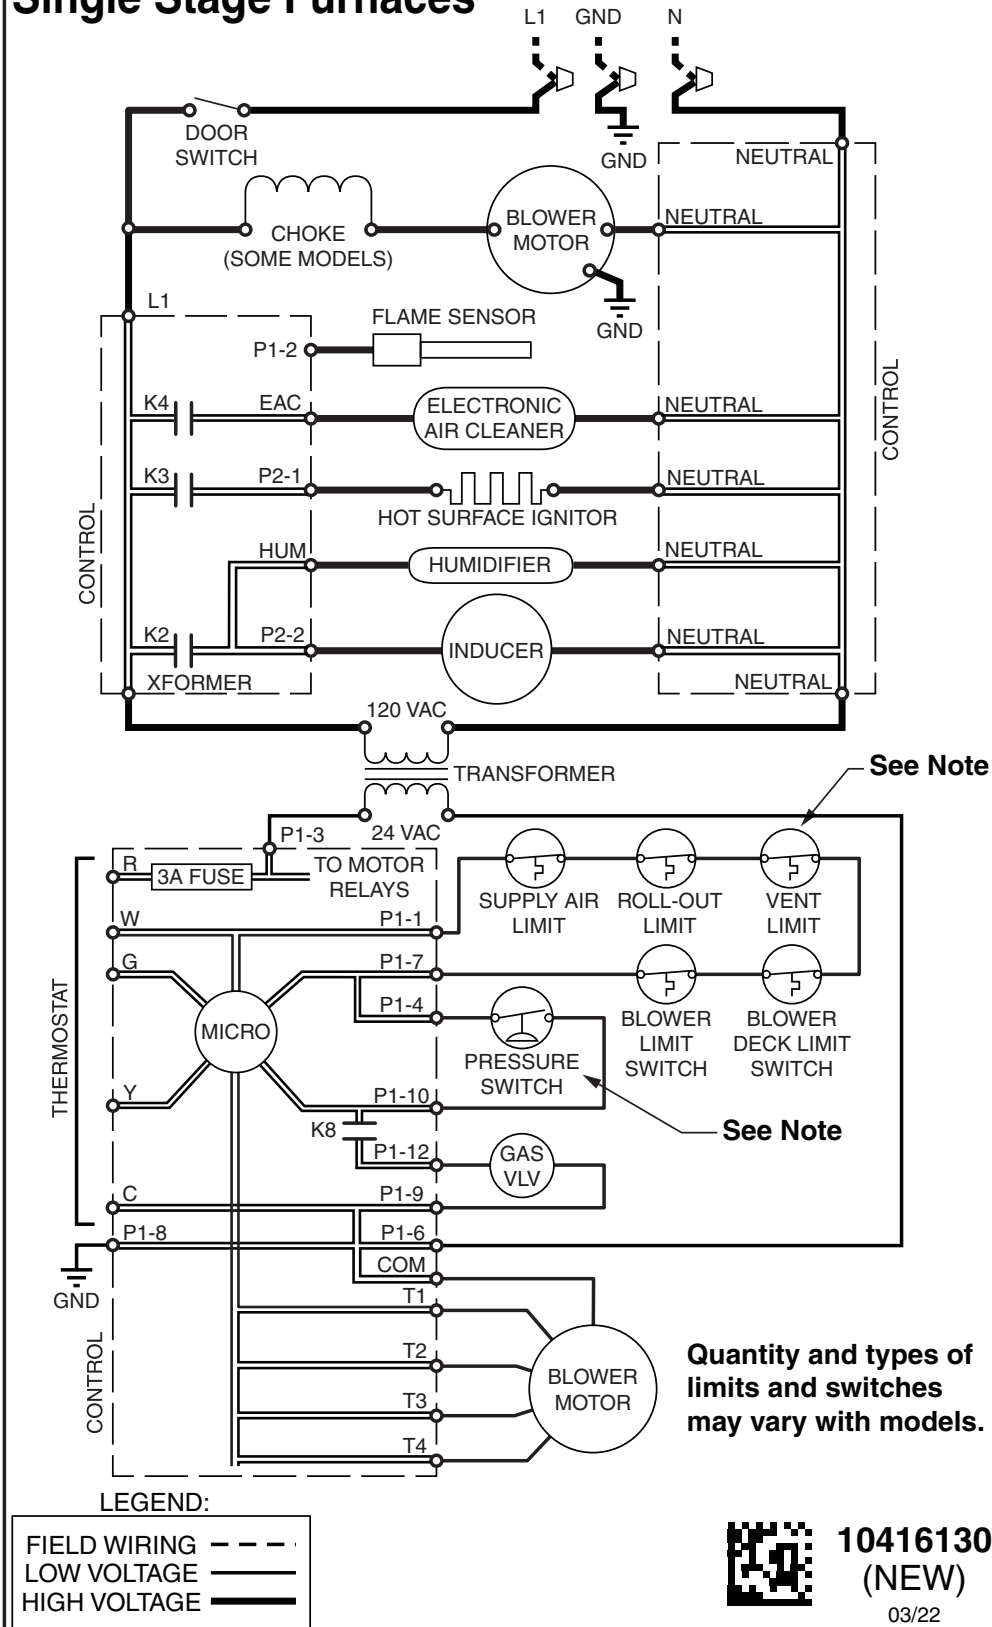 Single Stage Furnaces
L1 GND N
DOOR
SWITCH
GND
NEUTRAL
CHOKE
(SOME MODELS)
BLOWER
MOTOR
NEUTRAL
GND
L1
FLAME SENSOR
P1-2
K4
EAC
ELECTRONIC
AIR CLEANER
NEUTRAL
CONTROL
K3
P2-1
HOT SURFACE IGNITOR
NEUTRAL
CONTROL
HUM
HUMIDIFIER
NEUTRAL
K2
P2-2
INDUCER
NEUTRAL
XFORMER
NEUTRAL
120 VAC
TRANSFORMER
See Note
24 VAC
P1-3
R
3A FUSE
TO MOTOR
RELAYS
SUPPLY AIR
LIMIT
ROLL-OUT
LIMIT
VENT
LIMIT
W
P1-1
G
P1-7
P1-4
MICRO
THERMOSTAT
PRESSURE
SWITCH
BLOWER
LIMIT
SWITCH
BLOWER
DECK LIMIT
SWITCH
Y
P1-10
K8
See Note
P1-12
GAS
VLV
C
P1-9
P1-8
P1-6
GND
COM
T1
T2
T3
T4
CONTROL
BLOWER
MOTOR
Quantity and types of
limits and switches
may vary with models.
LEGEND:
FIELD WIRING
LOW VOLTAGE
HIGH VOLTAGE
10416130
(NEW)
03/22